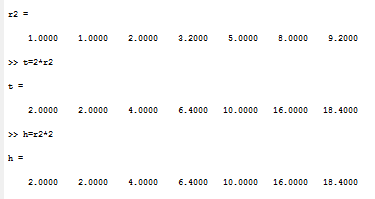 r2 =
1.0000 1.0000 2.0000 3.2000 5.0000 8.0000 9.2000
>> t=2*r2
t =
2.0000 2.0000 4.0000 6.4000 10.0000 16.0000 18.4000
>> h=r2*2
h =
2.0000 2.0000 4.0000 6.4000 10.0000 16.0000 18.4000